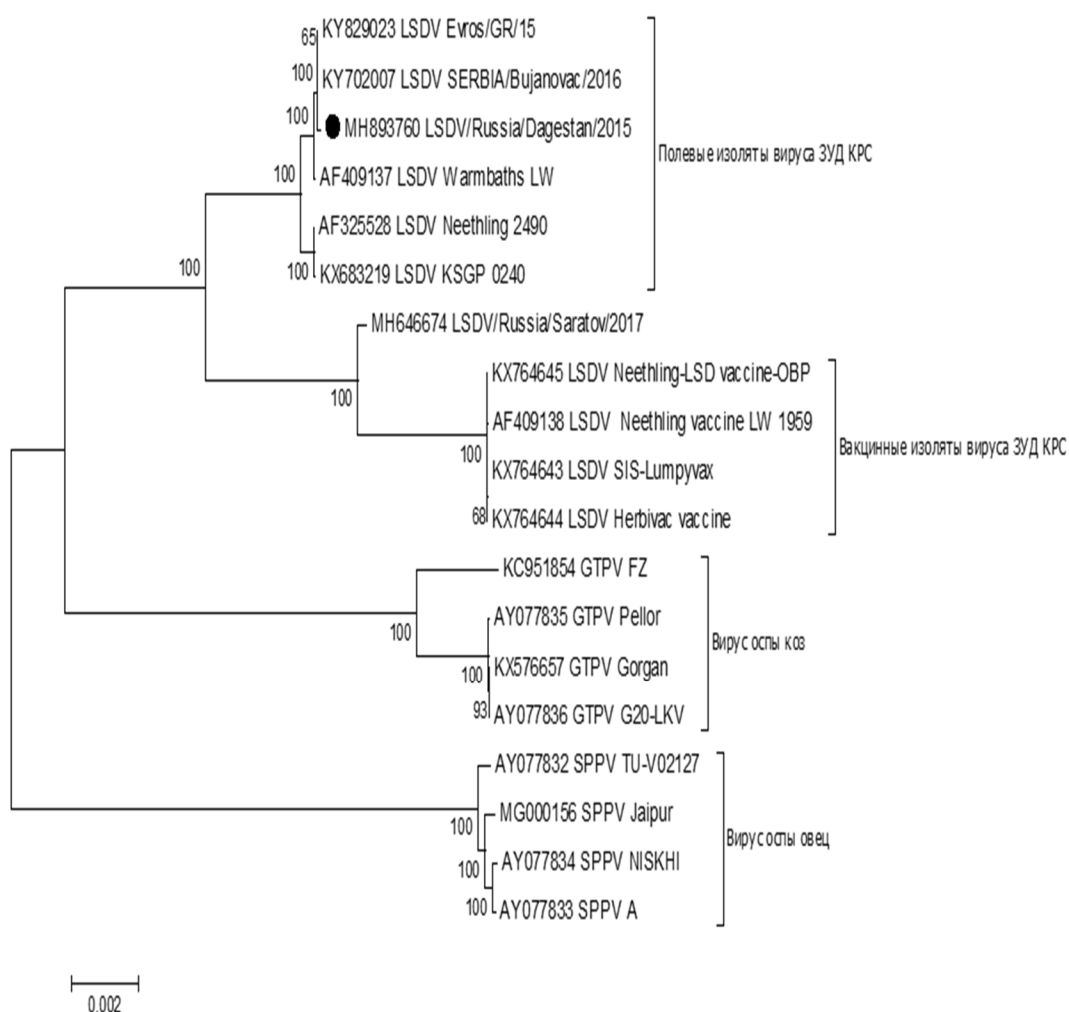 65
KY829023 LSDV Evros/GR/15
100
KY702007 LSDV SERBIA/Bujanovac/2016
100
MH893760 LSDV/Russia/Dagestan/2015
Полевые изоляты вируса ЗУД КРС
100
AF409137 LSDV Warmbaths LW
AF325528 LSDV Neethling 2490
100
KX683219 LSDV KSGP 0240
100
MH646674 LSDV/Russia/Saratov/2017
100
KX764645 LSDV Neethling-LSD vaccine-OBP
AF409138 LSDV Neethling vaccine LW 1959
Вакцинные изоляты вируса ЗУД КРС
100
KX764643 LSDV SIS-Lumpyvax
68
KX764644 LSDV Herbivac vaccine
KC951854 GTPV FZ
100
AY077835 GTPV Pellor
Вирус оспы коз
100
KX576657 GTPV Gorgan
93
AY077836 GTPV G20-LKV
AY077832 SPPV TU-V02127
100
MG000156 SPPV Jaipur
Вирус оспы овец
100
AY077834 SPPV NISKHI
100
AY077833 SPPV A
0.002